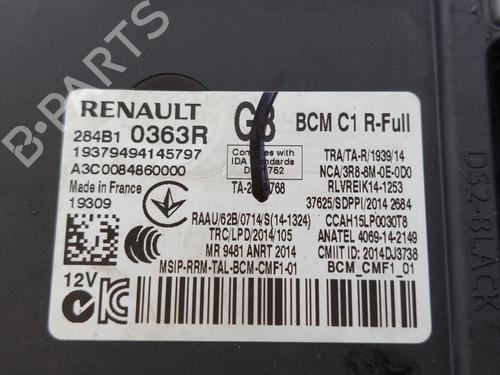 RENAULT
284B1 0363R
19379494145797
A3C0084860000
Made in France
19309
G3
Complies with
IDA Standards
BCM C1 R-Full
TRA/TA-R/1939/14
NCA/3R8-8M-0E-0D0
RLVREIK14-1253
37625/SDPPI/2014 2684
CCAH15LP0030T8
ANATEL 4069-14-2149
CMIIT ID: 2014DJ3738
BCM_CMF1_01
RAAU/62B/0714/S(14-1324)
TRC/LPD/2014/105
MR 9481 ANRT 2014
MSIP-RRM-TAL-BCM-CMF1-01
12V
DS2-BLACK
B-PARTS